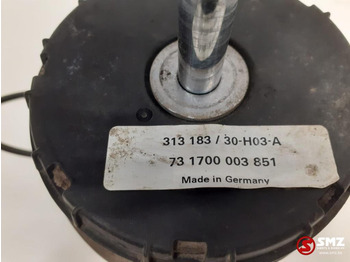 313 183 / 30-H03-A
73 1700 003 851
Made in Germany
SMZ